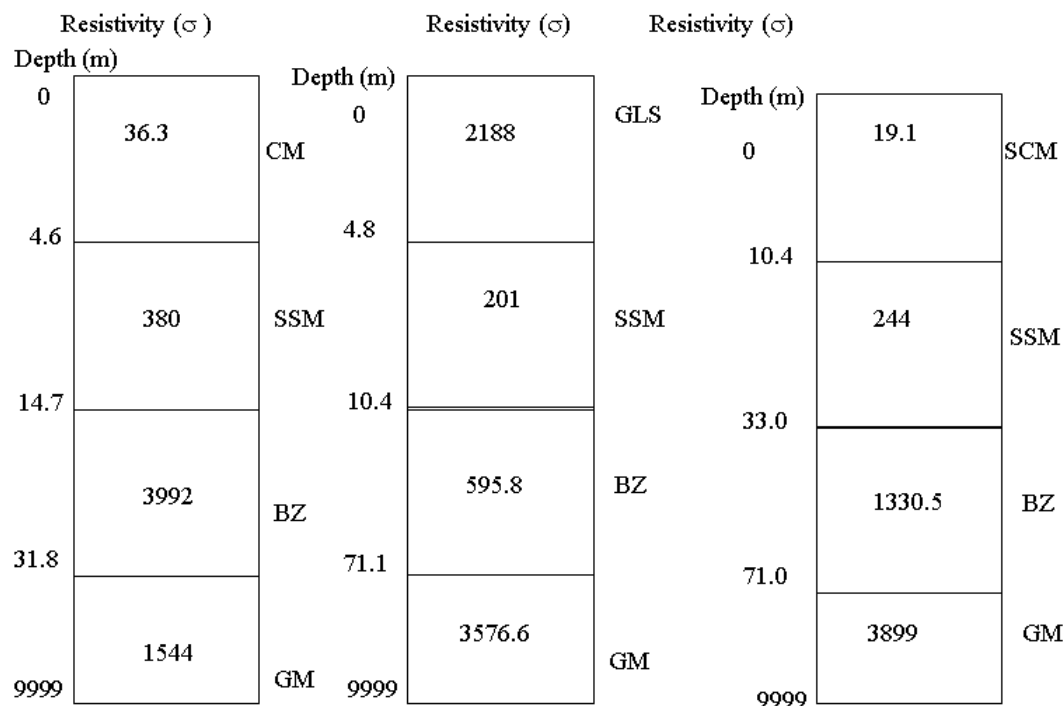 Resistivity (σ )
Depth (m)
0
36.3
CM
4.6
380
SSM
14.7
3992
BZ
31.8
1544
GM
9999
Resistivity (σ)
Depth (m)
0
2188
GLS
4.8
201
SSM
10.4
595.8
BZ
71.1
3576.6
GM
9999
Resistivity (σ)
Depth (m)
0
19.1
SCM
10.4
244
SSM
33.0
1330.5
BZ
71.0
3899
GM
9999